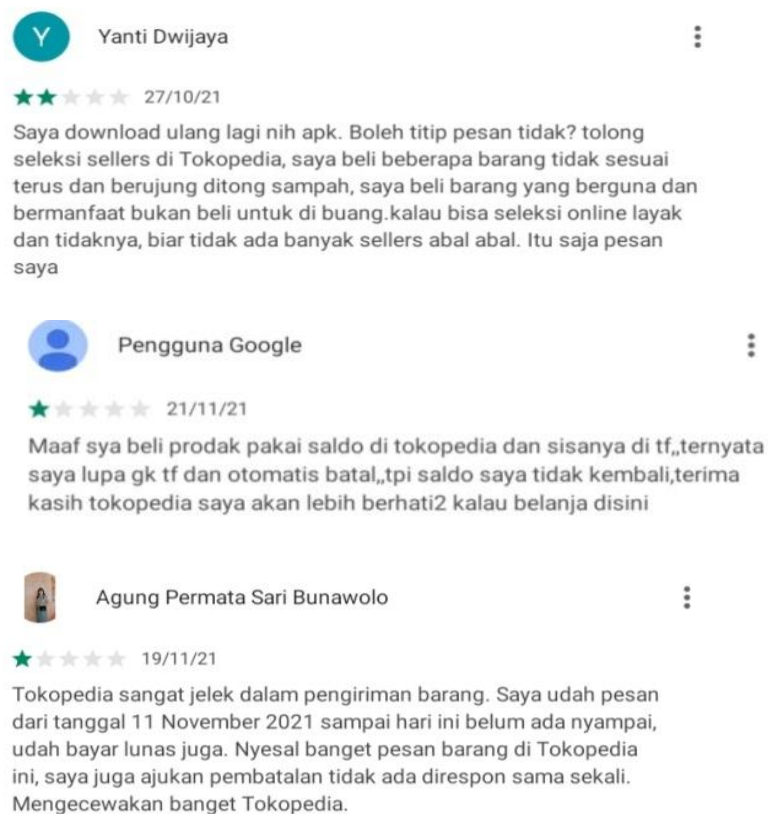 Y
Yanti Dwijaya
27/10/21
Saya download ulang lagi nih apk. Boleh titip pesan tidak? tolong
seleksi sellers di Tokopedia, saya beli beberapa barang tidak sesuai
terus dan berujung ditong sampah, saya beli barang yang berguna dan
bermanfaat bukan beli untuk di buang.kalau bisa seleksi online layak
dan tidaknya, biar tidak ada banyak sellers abal abal. Itu saja pesan
saya
Pengguna Google
21/11/21
Maaf sya beli prodak pakai saldo di tokopedia dan sisanya di tf,,ternyata
saya lupa gk tf dan otomatis batal,,tpi saldo saya tidak kembali,terima
kasih tokopedia saya akan lebih berhati2 kalau belanja disini
Agung Permata Sari Bunawolo
19/11/21
Tokopedia sangat jelek dalam pengiriman barang. Saya udah pesan
dari tanggal 11 November 2021 sampai hari ini belum ada nyampai,
udah bayar lunas juga. Nyesal banget pesan barang di Tokopedia
ini, saya juga ajukan pembatalan tidak ada direspon sama sekali.
Mengecewakan banget Tokopedia.